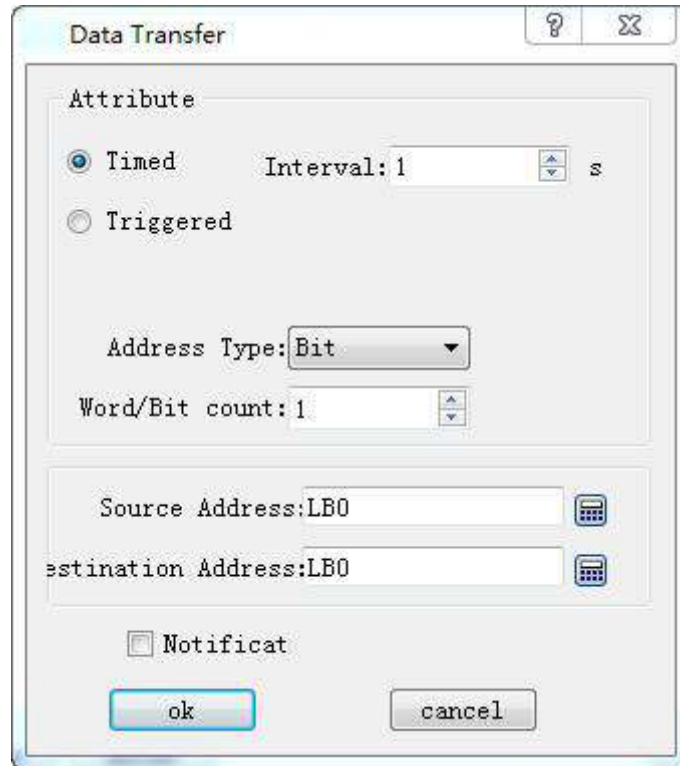 Data Transfer
Attribute
Timed Interval:1 s
Triggered
Address Type:Bit
Word/Bit count:1
Source Address:LB0
estination Address:LB0
Notificat
ok cancel